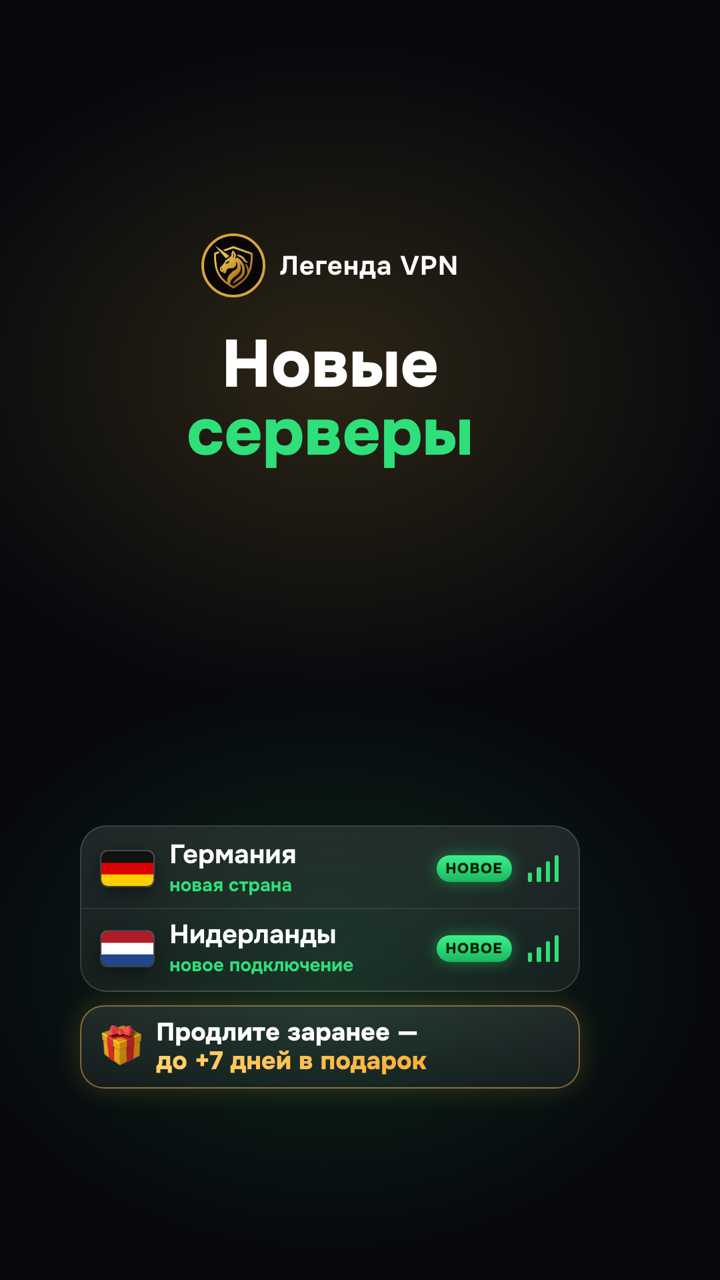 Легенда VPN
Новые
серверы
Германия
новая страна
НОВОЕ
Нидерланды
новое подключение
НОВОЕ
Продлите заранее —
до +7 дней в подарок